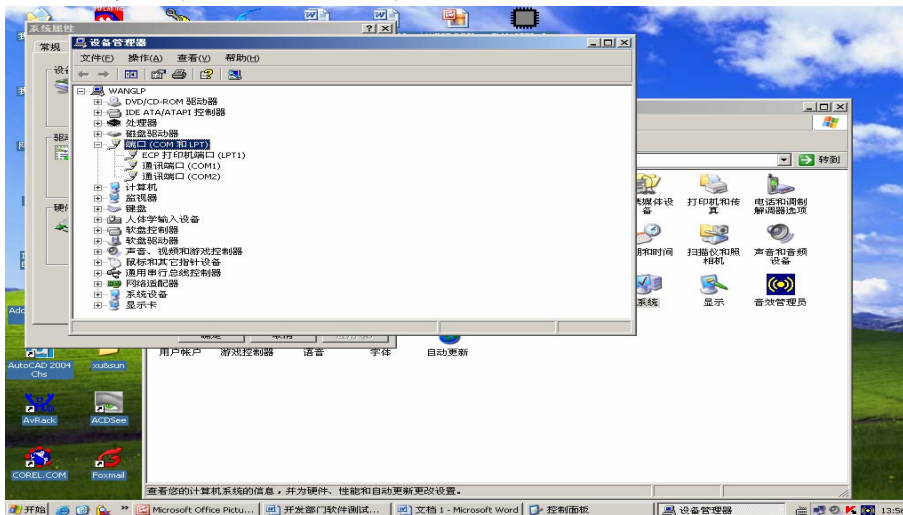 系统属性
常规
设备管理器
文件(F) 操作(A) 查看(V) 帮助(H)
WANGLP
DVD/CD-ROM 驱动器
IDE ATA/ATAPI 控制器
处理器
磁盘驱动器
端口 (COM 和 LPT)
ECP 打印机端口 (LPT1)
通讯端口 (COM1)
通讯端口 (COM2)
计算机
监视器
键盘
人体学输入设备
软盘控制器
软盘驱动器
声音、视频和游戏控制器
鼠标和其它指针设备
通用串行总线控制器
网络适配器
系统设备
显示卡
转到
打印机和传
真
电话和调制
解调器选项
扫描仪和照
相机
声音和音频
设备
系统
显示
音效管理员
用户帐户
游戏控制器
语音
字体
自动更新
查看您的计算机系统的信息，并为硬件、性能和自动更新更改设置。
AutoCAD 2004
Chs
xu&sun
AvRack
ACDSee
COREL.COM
Foxmail
开始
Microsoft Office Pictu...
开发部门软件测试...
文档 1 - Microsoft Word
控制面板
设备管理器
13:56